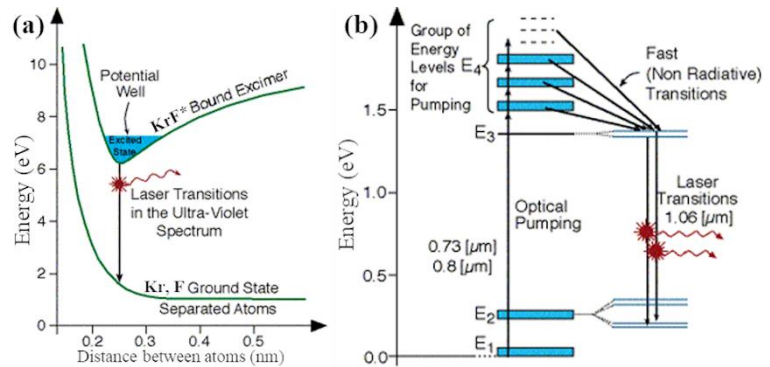 (a)
Energy (eV)
10
8
6
4
2
0
Potential
Well
KrF* Bound Excimer
Excited
State
Laser Transitions
in the Ultra-Violet
Spectrum
Kr, F Ground State
Separated Atoms
0.2
0.3
0.4
0.5
Distance between atoms (nm)
(b)
Energy (eV)
1.5
1.0
0.5
0.0
Group of
Energy
Levels
for
Pumping
E4
Fast
(Non Radiative)
Transitions
E3
Optical
Pumping
0.73 [μm]
0.8 [μm]
Laser
Transitions
1.06 [μm]
E2
E1